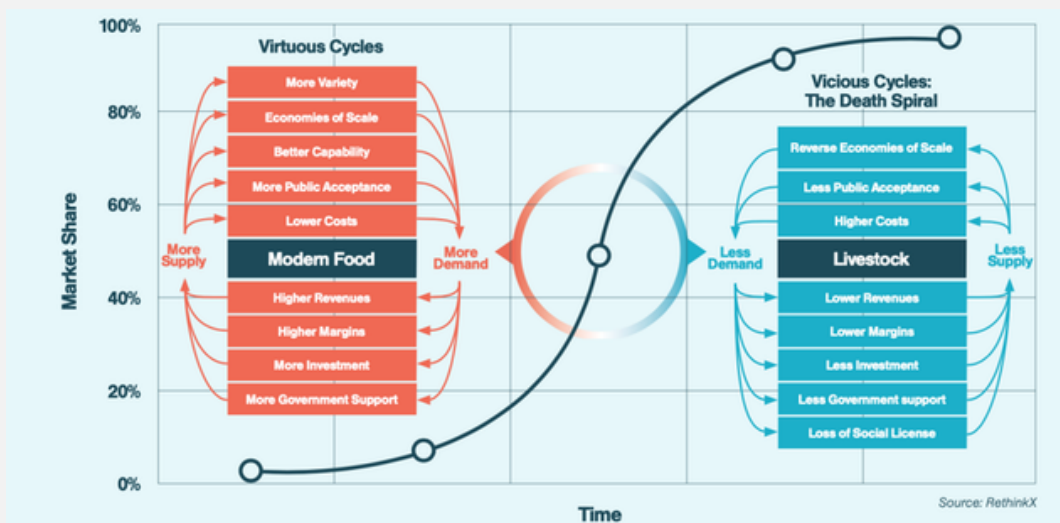 100%
80%
60%
40%
20%
0%
Market Share
Virtuous Cycles
More Variety
Economies of Scale
Better Capability
More Public Acceptance
Lower Costs
More
Supply
Modern Food
More
Demand
Higher Revenues
Higher Margins
More Investment
More Government Support
Vicious Cycles:
The Death Spiral
Reverse Economies of Scale
Less Public Acceptance
Higher Costs
Less
Demand
Livestock
Less
Supply
Lower Revenues
Lower Margins
Less Investment
Less Government support
Loss of Social License
Time
Source: RethinkX